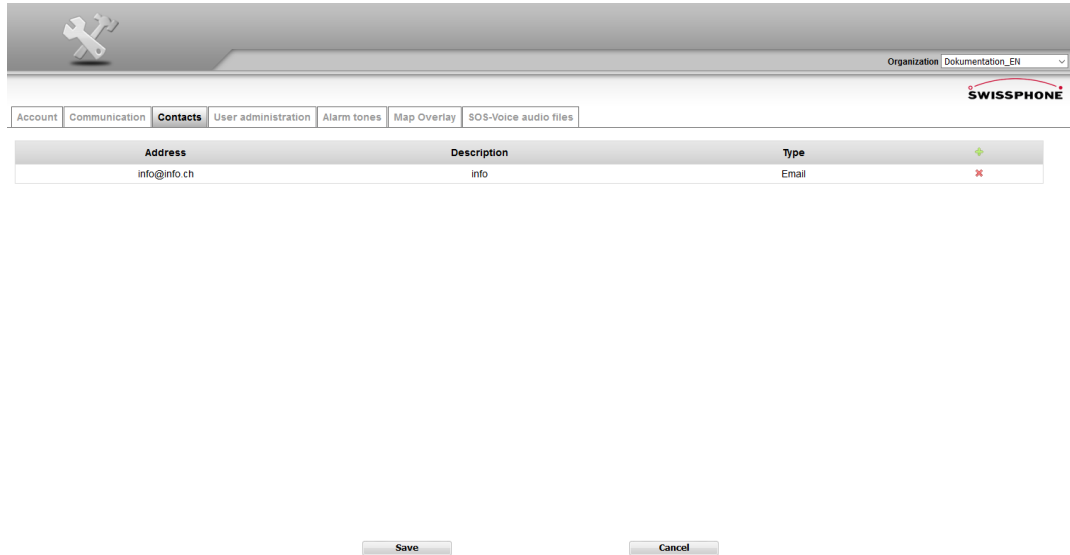 Organization Dokumentation_EN
SWISSPHONE
Account Communication Contacts User administration Alarm tones Map Overlay SOS-Voice audio files
Address Description Type
info@info.ch info Email
Save Cancel